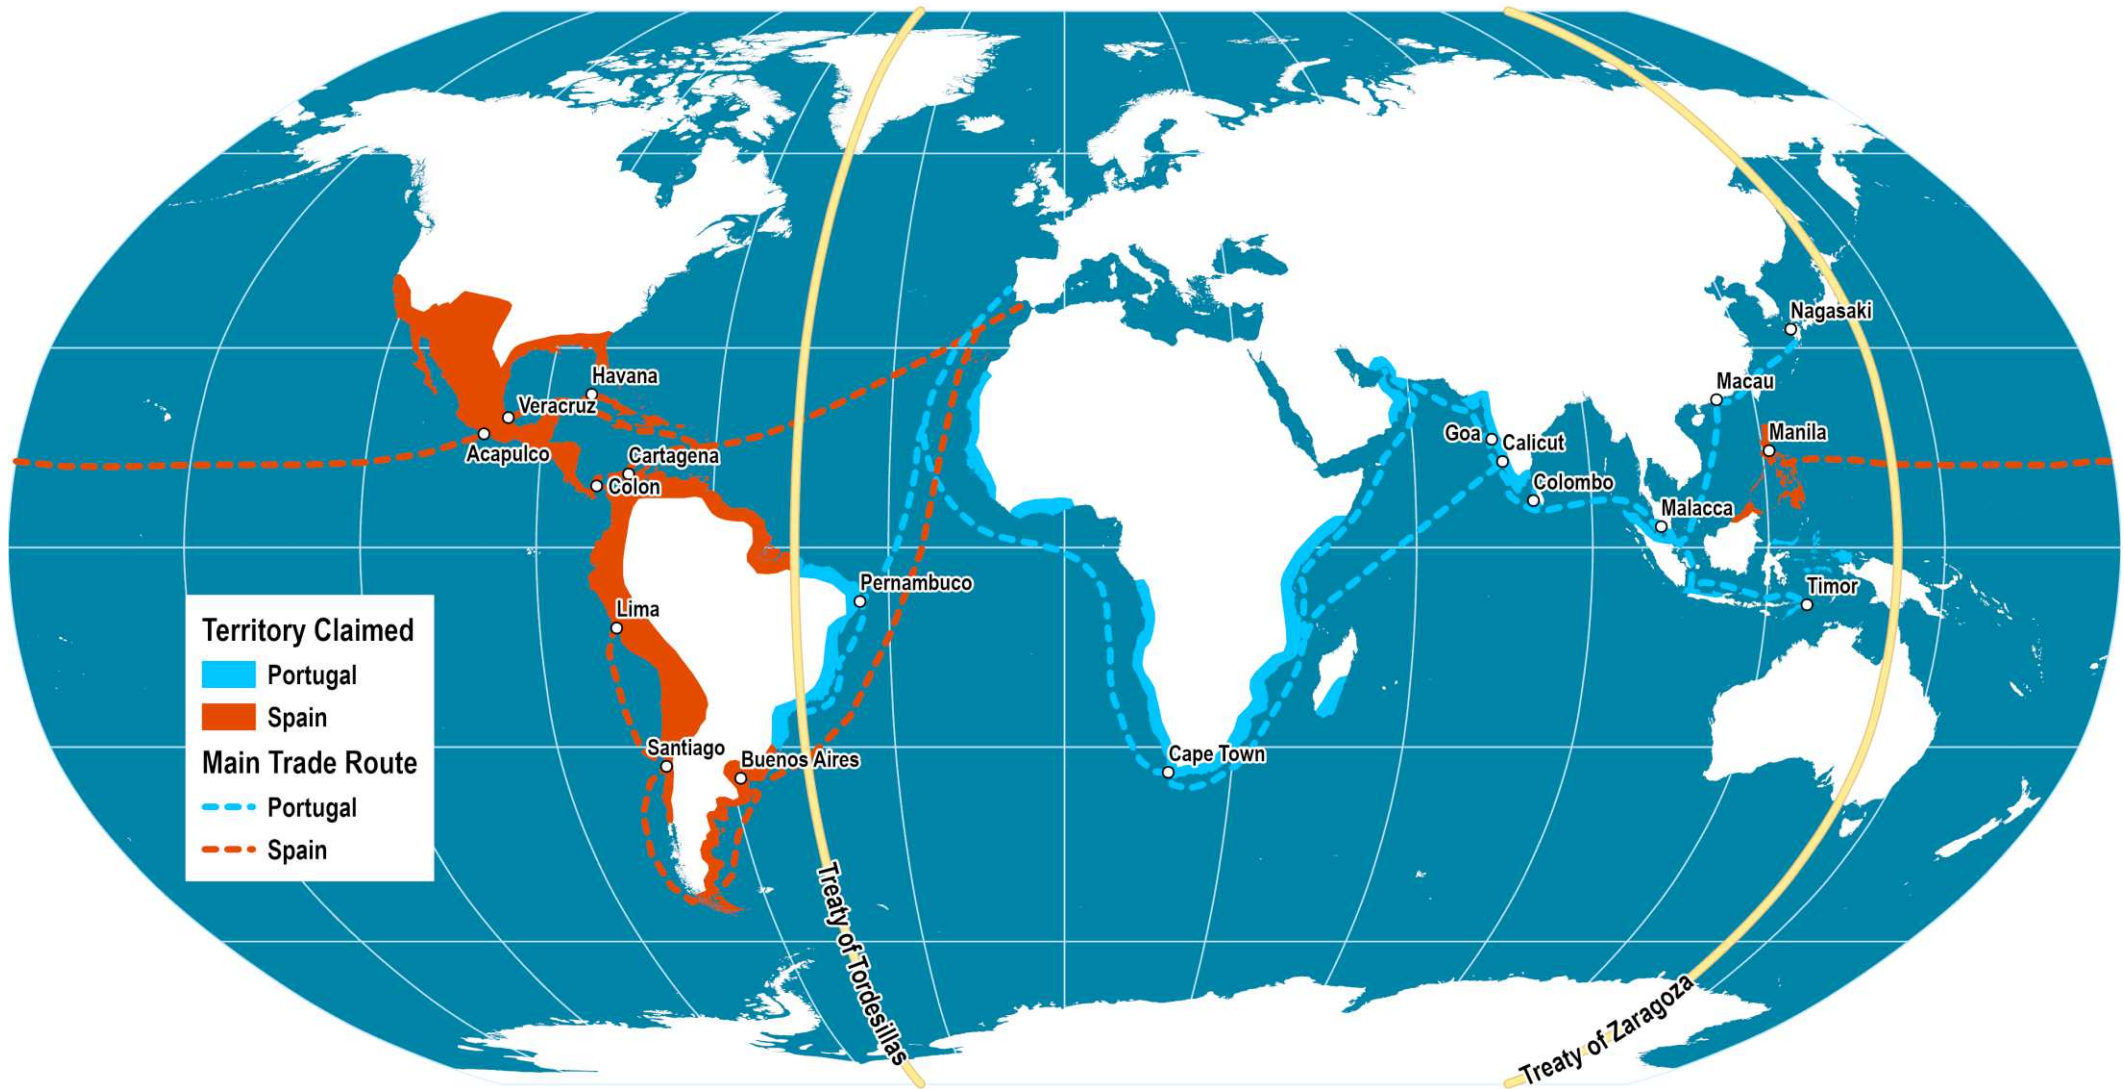 Nagasaki
Havana
Macau
Veracruz
Manila
Acapulco
Goa
Calicut
Cartagena
Colon
Colombo
Malacca
Pernambuco
Timor
Lima
Territory Claimed
Portugal
Spain
Main Trade Route
Portugal
Spain
Santiago
Buenos Aires
Cape Town
Treaty of Tordesillas
Treaty of Zaragoza